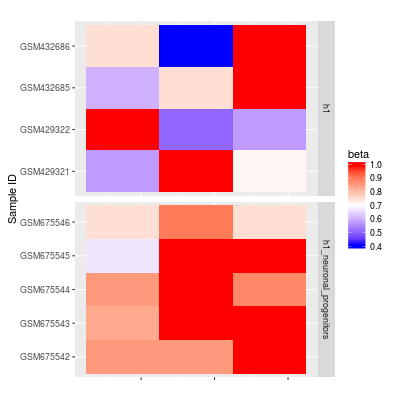 GSM432686
GSM432685
GSM429322
GSM429321
h1
GSM675546
GSM675545
GSM675544
GSM675543
GSM675542
h1_neuronal_progenitors
Sample ID
beta
1.0
0.9
0.8
0.7
0.6
0.5
0.4